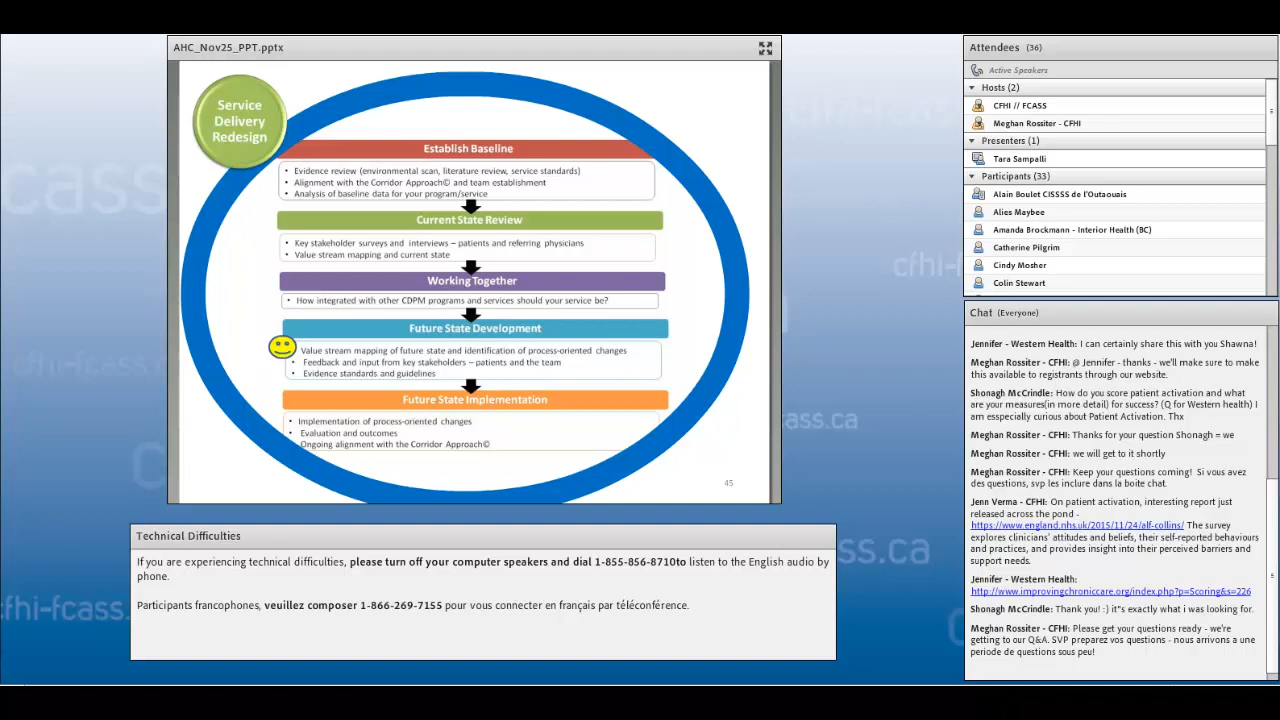 AHC_Nov25_PPT.pptx
Service
Delivery
Redesign
Establish Baseline
• Evidence review (environmental scan, literature review, service standards)
• Alignment with the Corridor Approach© and team establishment
• Analysis of baseline data for your program/service
Current State Review
• Key stakeholder surveys and interviews – patients and referring physicians
• Value stream mapping and current state
Working Together
• How integrated with other CDPM programs and services should your service be?
Future State Development
Value stream mapping of future state and identification of process-oriented changes
• Feedback and input from key stakeholders – patients and the team
• Evidence standards and guidelines
Future State Implementation
• Implementation of process-oriented changes
• Evaluation and outcomes
Ongoing alignment with the Corridor Approach©
45
Technical Difficulties
If you are experiencing technical difficulties, please turn off your computer speakers and dial 1-855-856-8710to listen to the English audio by
phone.
Participants francophones, veuillez composer 1-866-269-7155 pour vous connecter en français par téléconférence.
Attendees (36)
Active Speakers
Hosts (2)
CFHI // FCASS
Meghan Rossiter - CFHI
Presenters (1)
Tara Sampalli
Participants (33)
Alain Boulet CISSSS de l'Outaouais
Alies Maybee
Amanda Brockmann - Interior Health (BC)
Catherine Pilgrim
Cindy Mosher
Colin Stewart
Chat (Everyone)
Jennifer - Western Health: I can certainly share this with you Shawna!
Meghan Rossiter - CFHI: @ Jennifer - thanks - we'll make sure to make
this available to registrants through our website.
Shonagh McCrindle: How do you score patient activation and what
are your measures(in more detail) for success? (Q for Western health) I
am esspecially curious about Patient Activation. Thx
Meghan Rossiter - CFHI: Thanks for your question Shonagh = we
Meghan Rossiter - CFHI: we will get to it shortly
Meghan Rossiter - CFHI: Keep your questions coming! Si vous avez
des questions, svp les inclure dans la boite chat.
Jenn Verma - CFHI: On patient activation, interesting report just
released across the pond -
https://www.england.nhs.uk/2015/11/24/alf-collins/ The survey
explores clinicians' attitudes and beliefs, their self-reported behaviours
and practices, and provides insight into their perceived barriers and
support needs.
Jennifer - Western Health:
http://www.improvingchroniccare.org/index.php?p=Scoring&s=226
Shonagh McCrindle: Thank you! :) it"s exactly what i was looking for.
Meghan Rossiter - CFHI: Please get your questions ready - we're
getting to our Q&A. SVP preparez vos questions - nous arrivons a une
periode de questions sous peu!
cass
cfhi-f
ss.ca
cass.ca
cfhi-fcass.